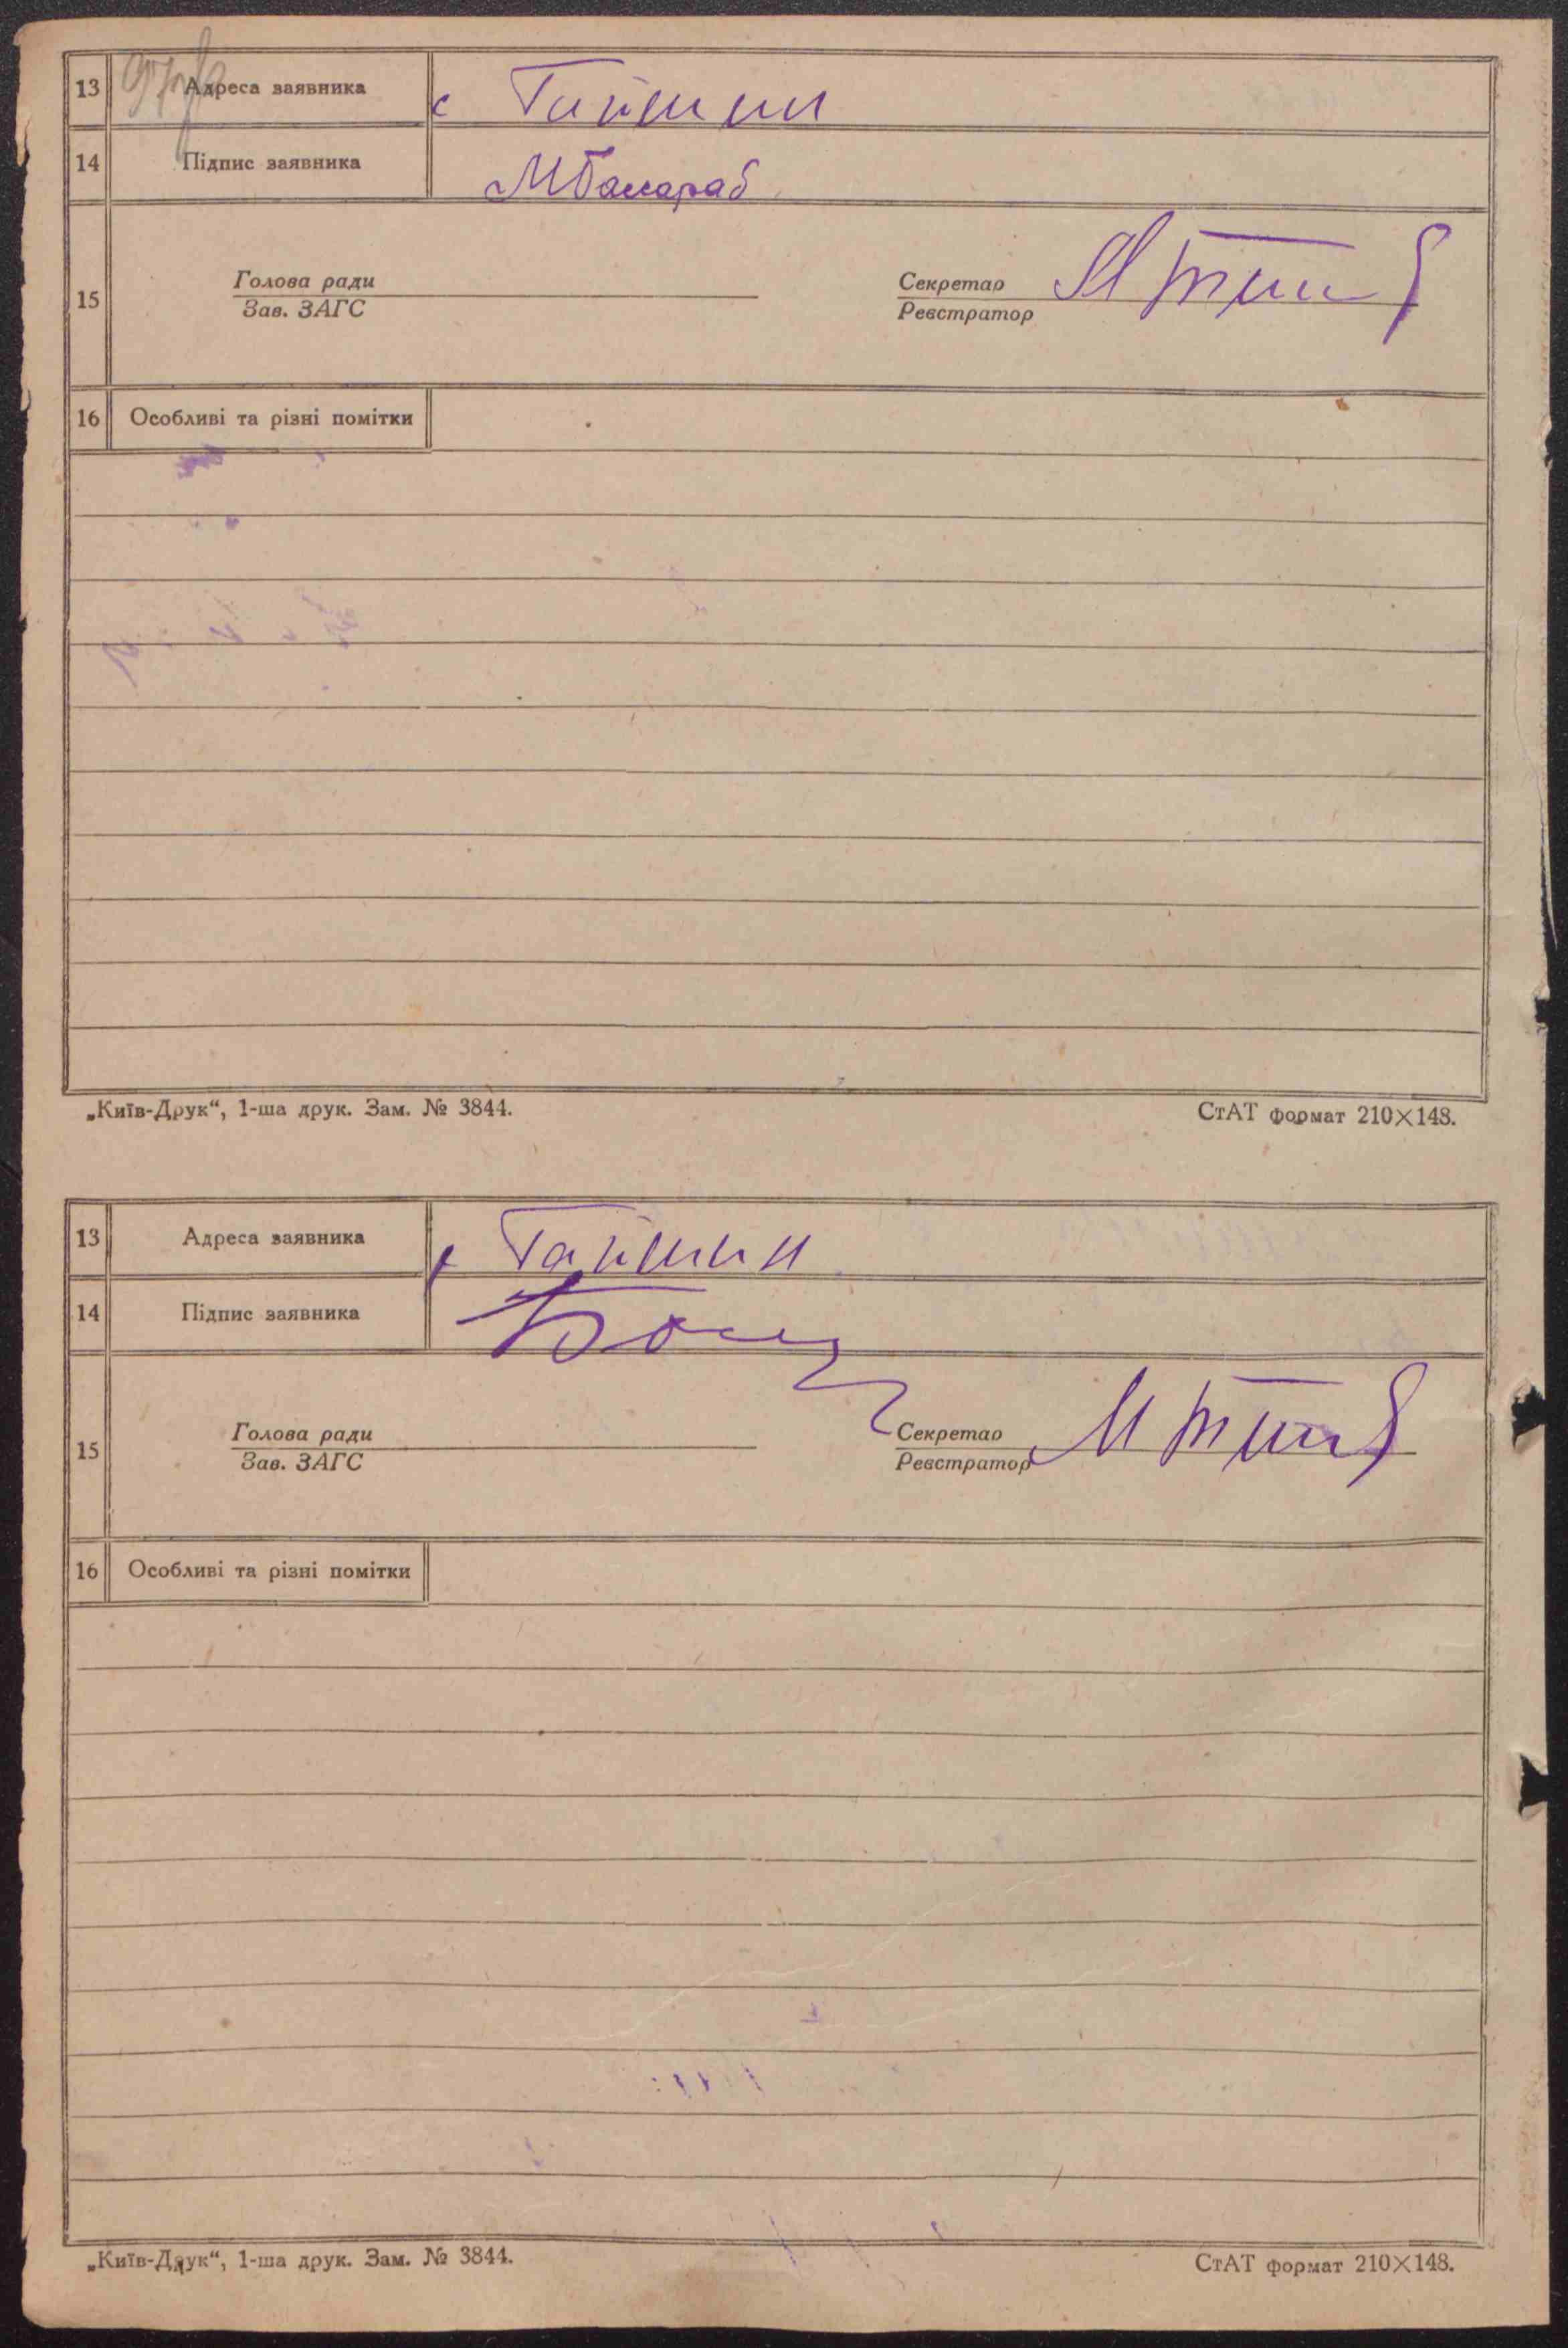 13 Адреса заявника с Гайшин
14 Підпис заявника МБасараб
15 Голова ради
Зав. ЗАГС
Секретар
Реєстратор
16 Особливі та різні помітки
„Київ-Друк“, 1-ша друк. Зам. № 3844.
СтАТ формат 210×148.
13 Адреса заявника с Гайшин
14 Підпис заявника
15 Голова ради
Зав. ЗАГС
Секретар
Реєстратор
16 Особливі та різні помітки
„Київ-Друк“, 1-ша друк. Зам. № 3844.
СтАТ формат 210×148.